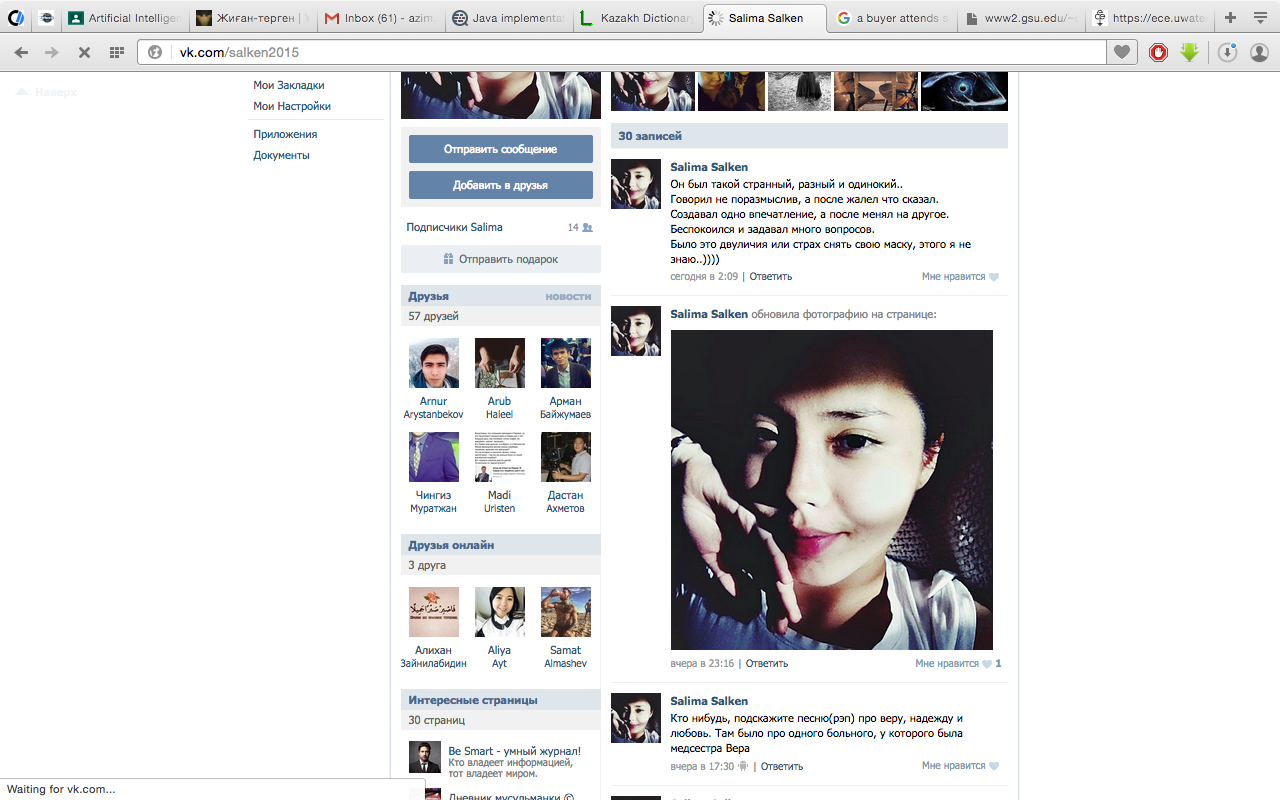 Artificial Intelligen
Жиған-терген | Y
Inbox (61) - azim
Java implementat
Kazakh Dictionary
Salima Salken
a buyer attends s
www2.gsu.edu/~
https://ece.uwate
vk.com/salken2015
Наверх
Мои Закладки
Мои Настройки
Приложения
Документы
Отправить сообщение
Добавить в друзья
Подписчики Salima 14
Отправить подарок
Друзья новости
57 друзей
Arnur Arystanbekov
Arub Haleel
Арман Байжумаев
Чингиз Муратжан
Madi Uristen
Дастан Ахметов
Друзья онлайн
3 друга
Алихан Зайнилабидин
Aliya Ayt
Samat Almashev
Интересные страницы
30 страниц
Be Smart - умный журнал!
Кто владеет информацией,
тот владеет миром.
Дневник мусульманки ©
30 записей
Salima Salken
Он был такой странный, разный и одинокий..
Говорил не поразмыслив, а после жалел что сказал.
Создавал одно впечатление, а после менял на другое.
Беспокоился и задавал много вопросов.
Было это двуличия или страх снять свою маску, этого я не
знаю..))))
сегодня в 2:09 | Ответить Мне нравится
Salima Salken обновила фотографию на странице:
вчера в 23:16 | Ответить Мне нравится 1
Salima Salken
Кто нибудь, подскажите песню(рэп) про веру, надежду и
любовь. Там было про одного больного, у которого была
медсестра Вера
вчера в 17:30 | Ответить Мне нравится
Waiting for vk.com...